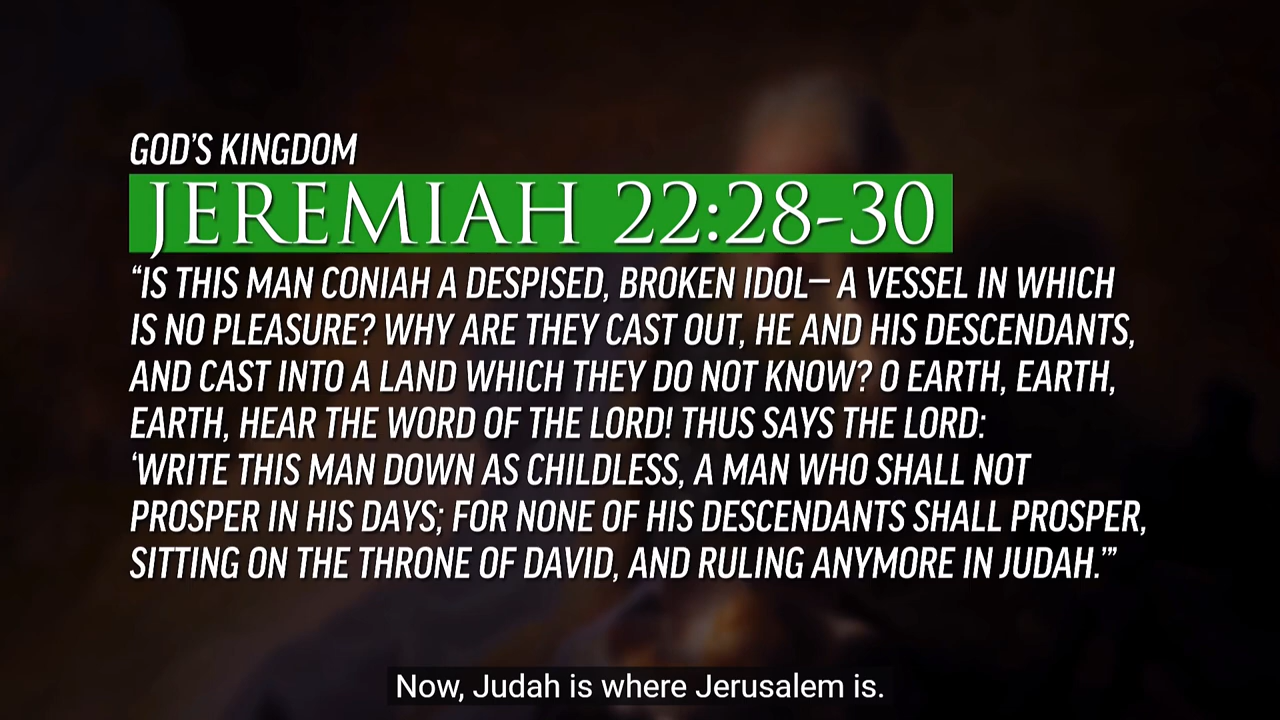 GOD'S KINGDOM
JEREMIAH 22:28-30
“IS THIS MAN CONIAH A DESPISED, BROKEN IDOL— A VESSEL IN WHICH
IS NO PLEASURE? WHY ARE THEY CAST OUT, HE AND HIS DESCENDANTS,
AND CAST INTO A LAND WHICH THEY DO NOT KNOW? O EARTH, EARTH,
EARTH, HEAR THE WORD OF THE LORD! THUS SAYS THE LORD:
‘WRITE THIS MAN DOWN AS CHILDLESS, A MAN WHO SHALL NOT
PROSPER IN HIS DAYS; FOR NONE OF HIS DESCENDANTS SHALL PROSPER,
SITTING ON THE THRONE OF DAVID, AND RULING ANYMORE IN JUDAH.’”
Now, Judah is where Jerusalem is.